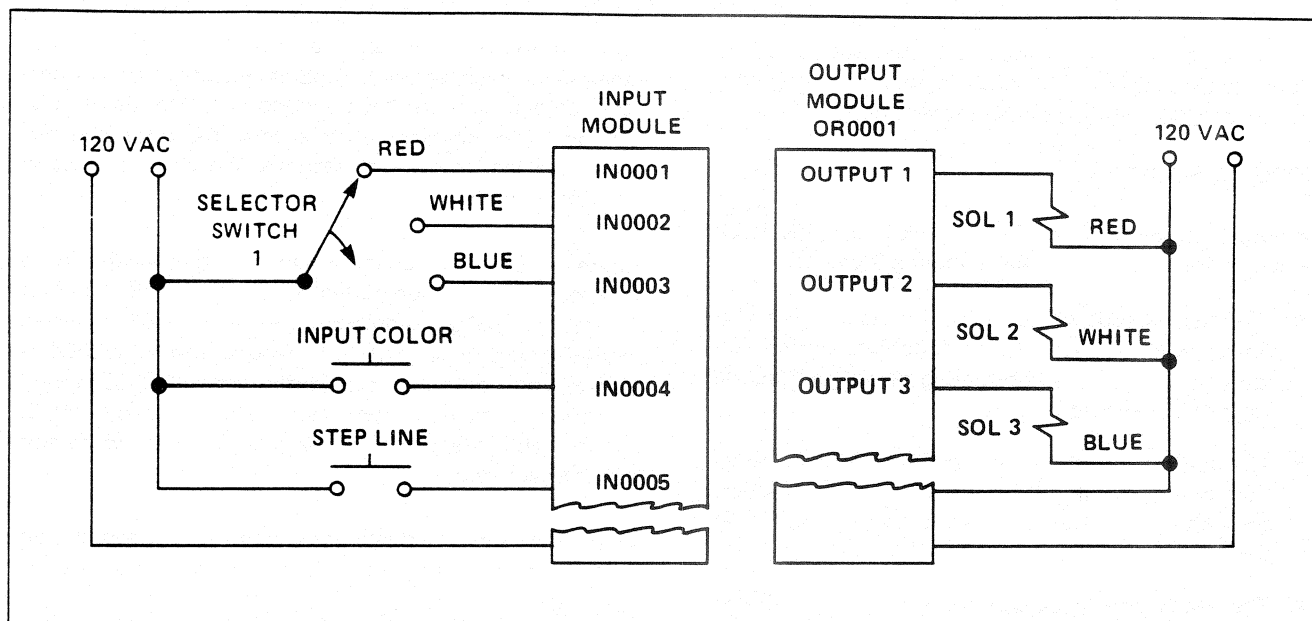 120 VAC
SELECTOR
SWITCH
1
RED
WHITE
BLUE
INPUT COLOR
STEP LINE
INPUT
MODULE
IN0001
IN0002
IN0003
IN0004
IN0005
OUTPUT
MODULE
OR0001
OUTPUT 1
OUTPUT 2
OUTPUT 3
SOL 1
RED
SOL 2
WHITE
SOL 3
BLUE
120 VAC